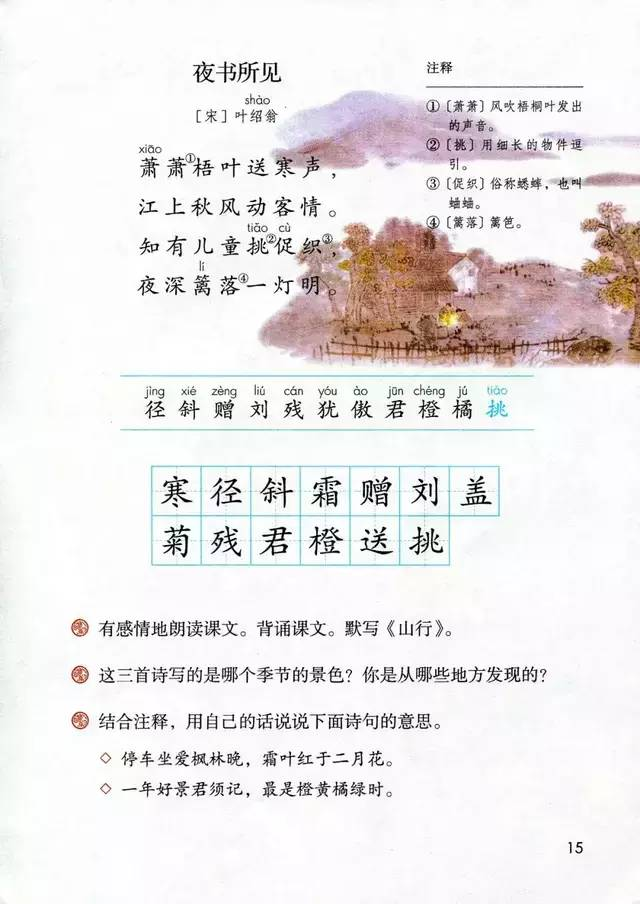 夜书所见
shào
[宋]叶绍翁
xiāo
萧萧①梧叶送寒声，
江上秋风动客情。
tiǎo cù
知有儿童挑②促织③，
lí
夜深篱落④一灯明。
注释
①〔萧萧〕风吹梧桐叶发出
的声音。
②〔挑〕用细长的物件逗
引。
③〔促织〕俗称蟋蟀，也叫
蛐蛐。
④〔篱落〕篱笆。
jìng xié zèng liú cán yóu ào jūn chéng jú tiǎo
径 斜 赠 刘 残 犹 傲 君 橙 橘 挑
寒 径 斜 霜 赠 刘 盖
菊 残 君 橙 送 挑
有感情地朗读课文。背诵课文。默写《山行》。
这三首诗写的是哪个季节的景色？你是从哪些地方发现的？
结合注释，用自己的话说说下面诗句的意思。
◇ 停车坐爱枫林晚，霜叶红于二月花。
◇ 一年好景君须记，最是橙黄橘绿时。
15